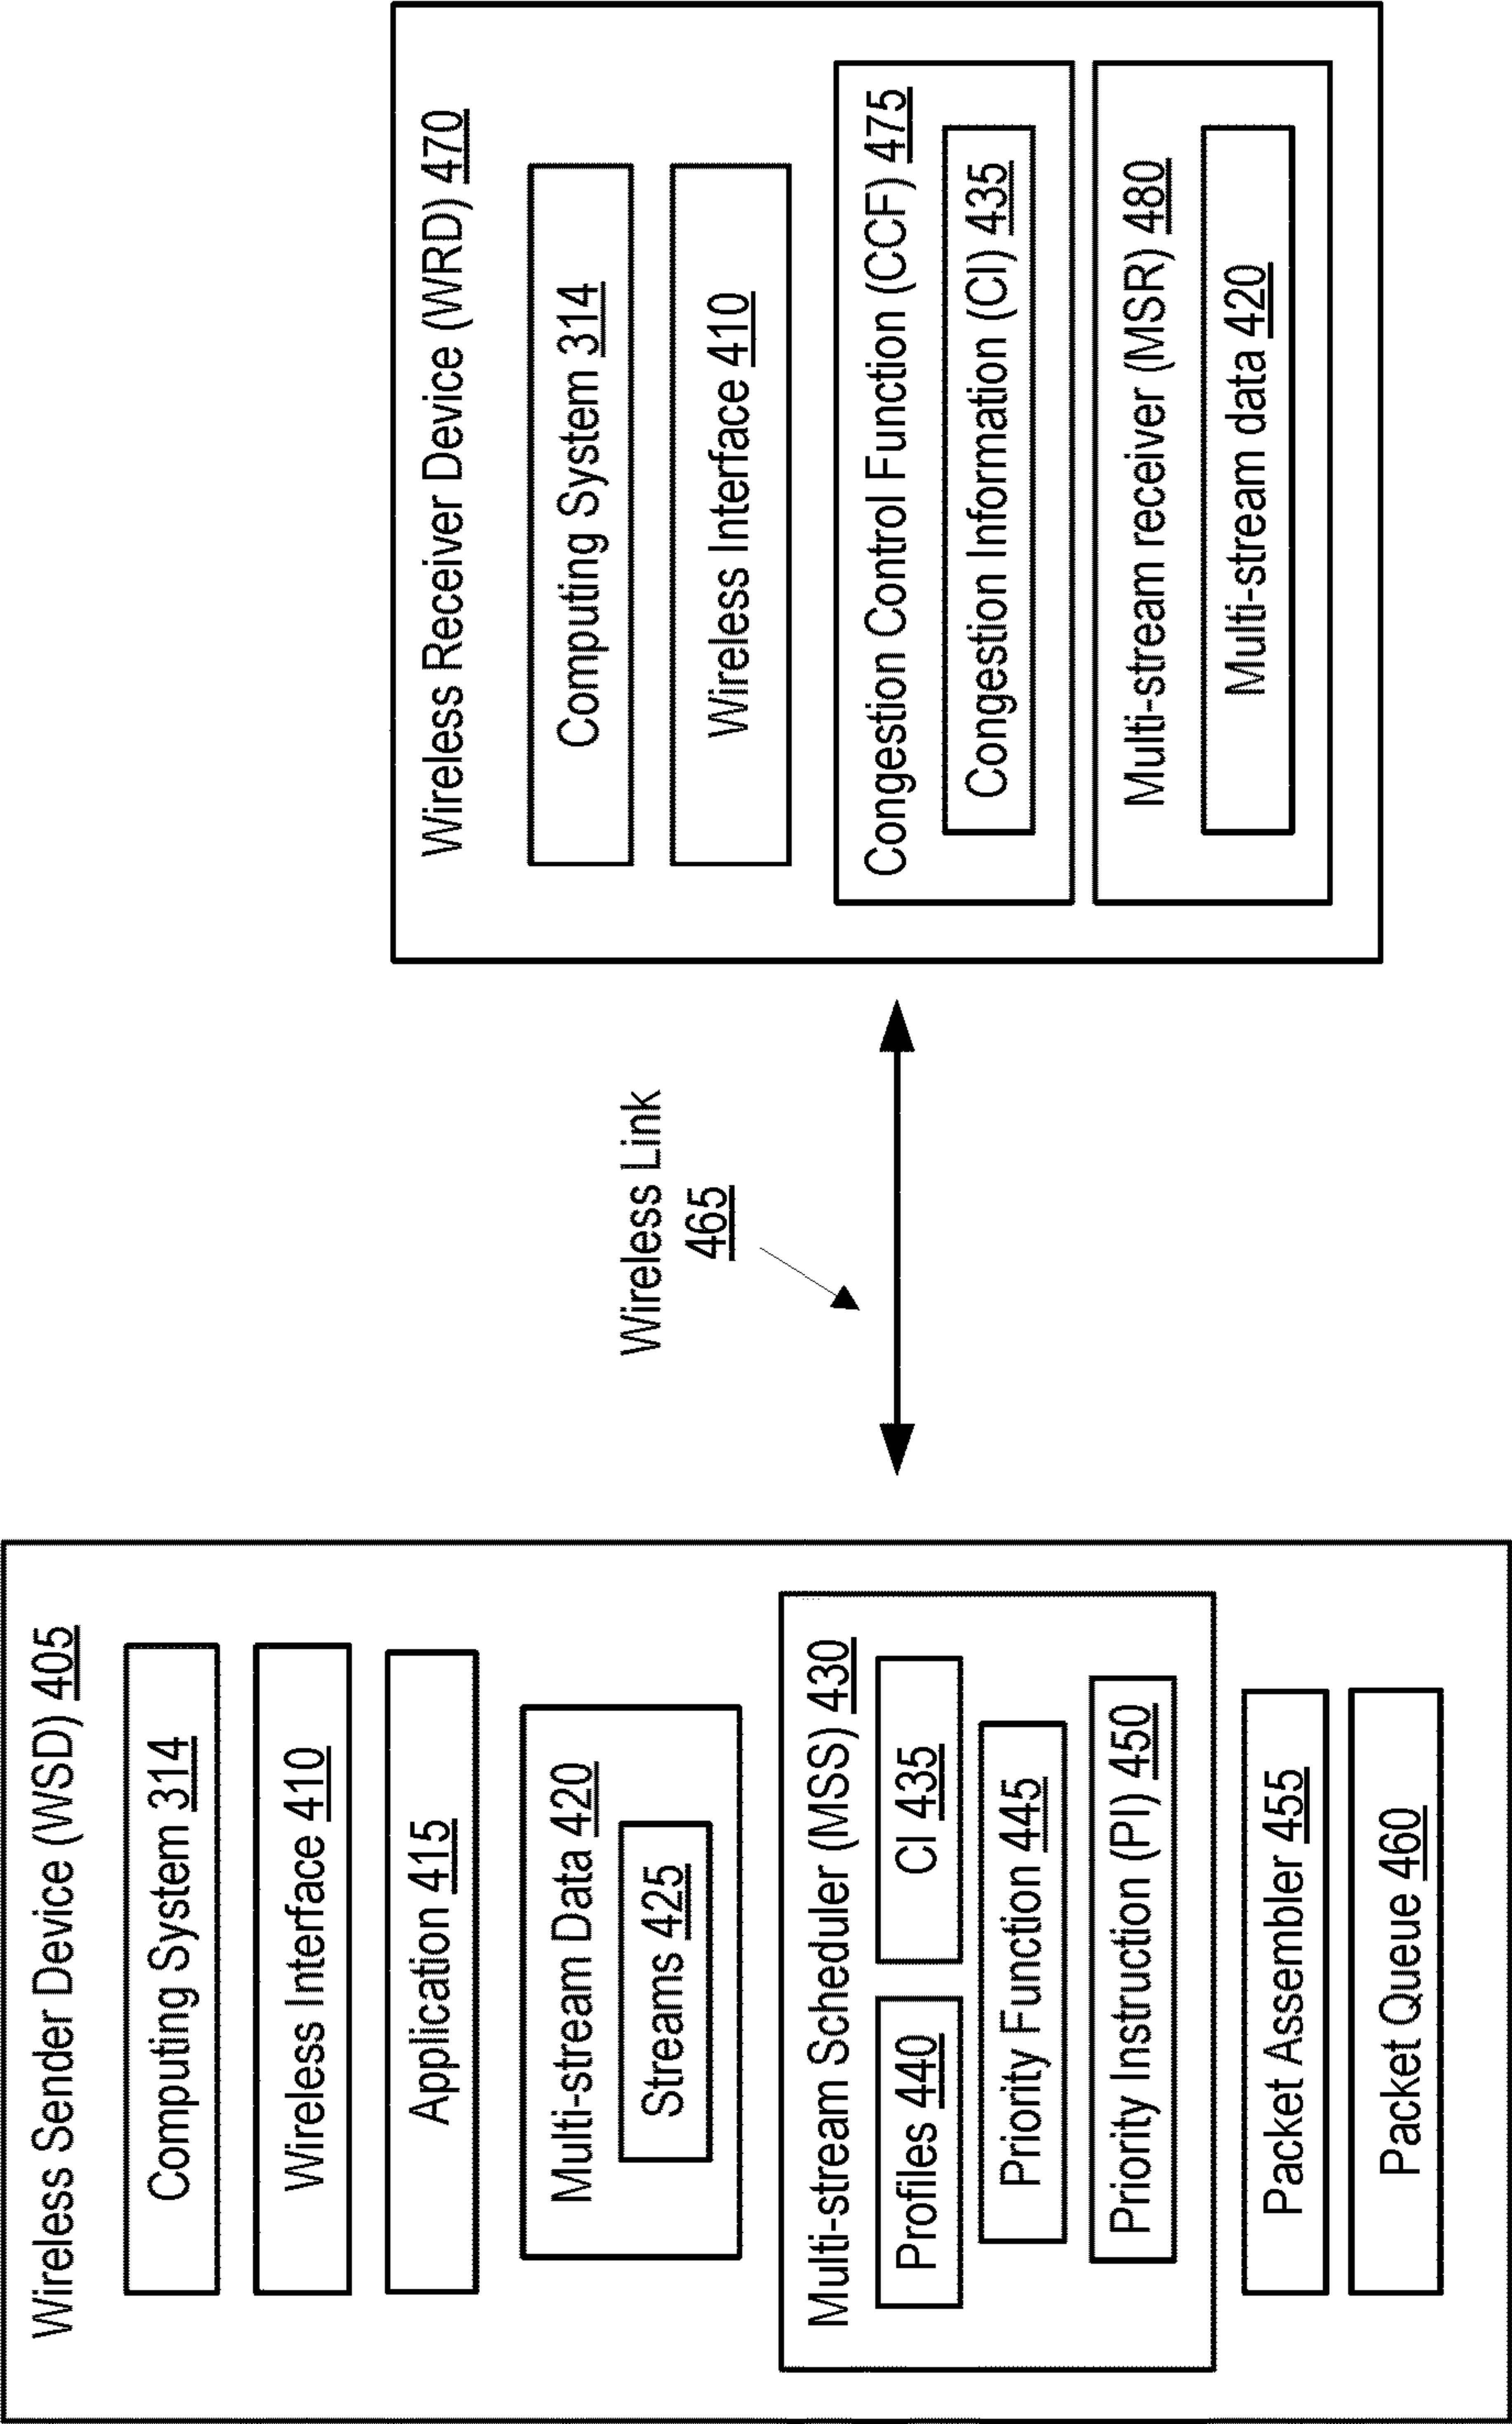 Wireless Sender Device (WSD) 405
Computing System 314
Wireless Interface 410
Application 415
Multi-stream Data 420
Streams 425
Multi-stream Scheduler (MSS) 430
Profiles 440
CI 435
Priority Function 445
Priority Instruction (PI) 450
Packet Assembler 455
Packet Queue 460
Wireless Link
465
Wireless Receiver Device (WRD) 470
Computing System 314
Wireless Interface 410
Congestion Control Function (CCF) 475
Congestion Information (CI) 435
Multi-stream receiver (MSR) 480
Multi-stream data 420